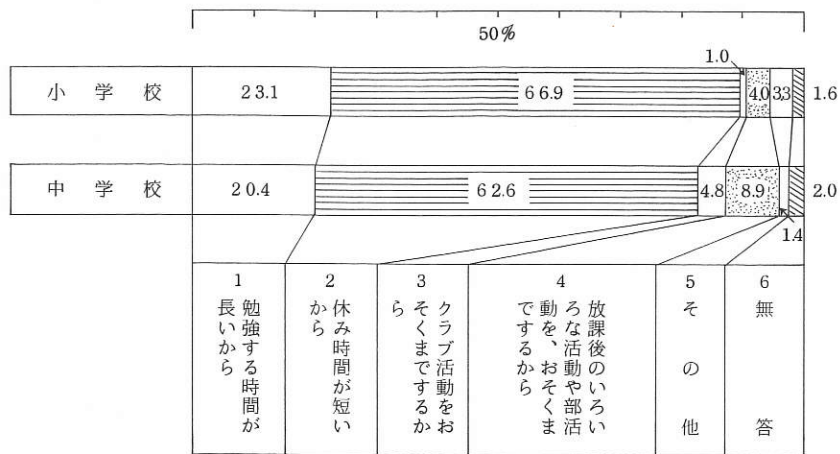 50%
1.0
小学校 23.1 66.9 4.0 3.3 1.6
中学校 20.4 62.6 4.8 8.9 2.0
1.4
1
勉強する時間が
長いから
2
休み時間が短い
から
3
クラブ活動をお
そくまでするか
ら
4
放課後のいろい
ろな活動や部活
動を、おそくま
でするから
5
その他
6
無答